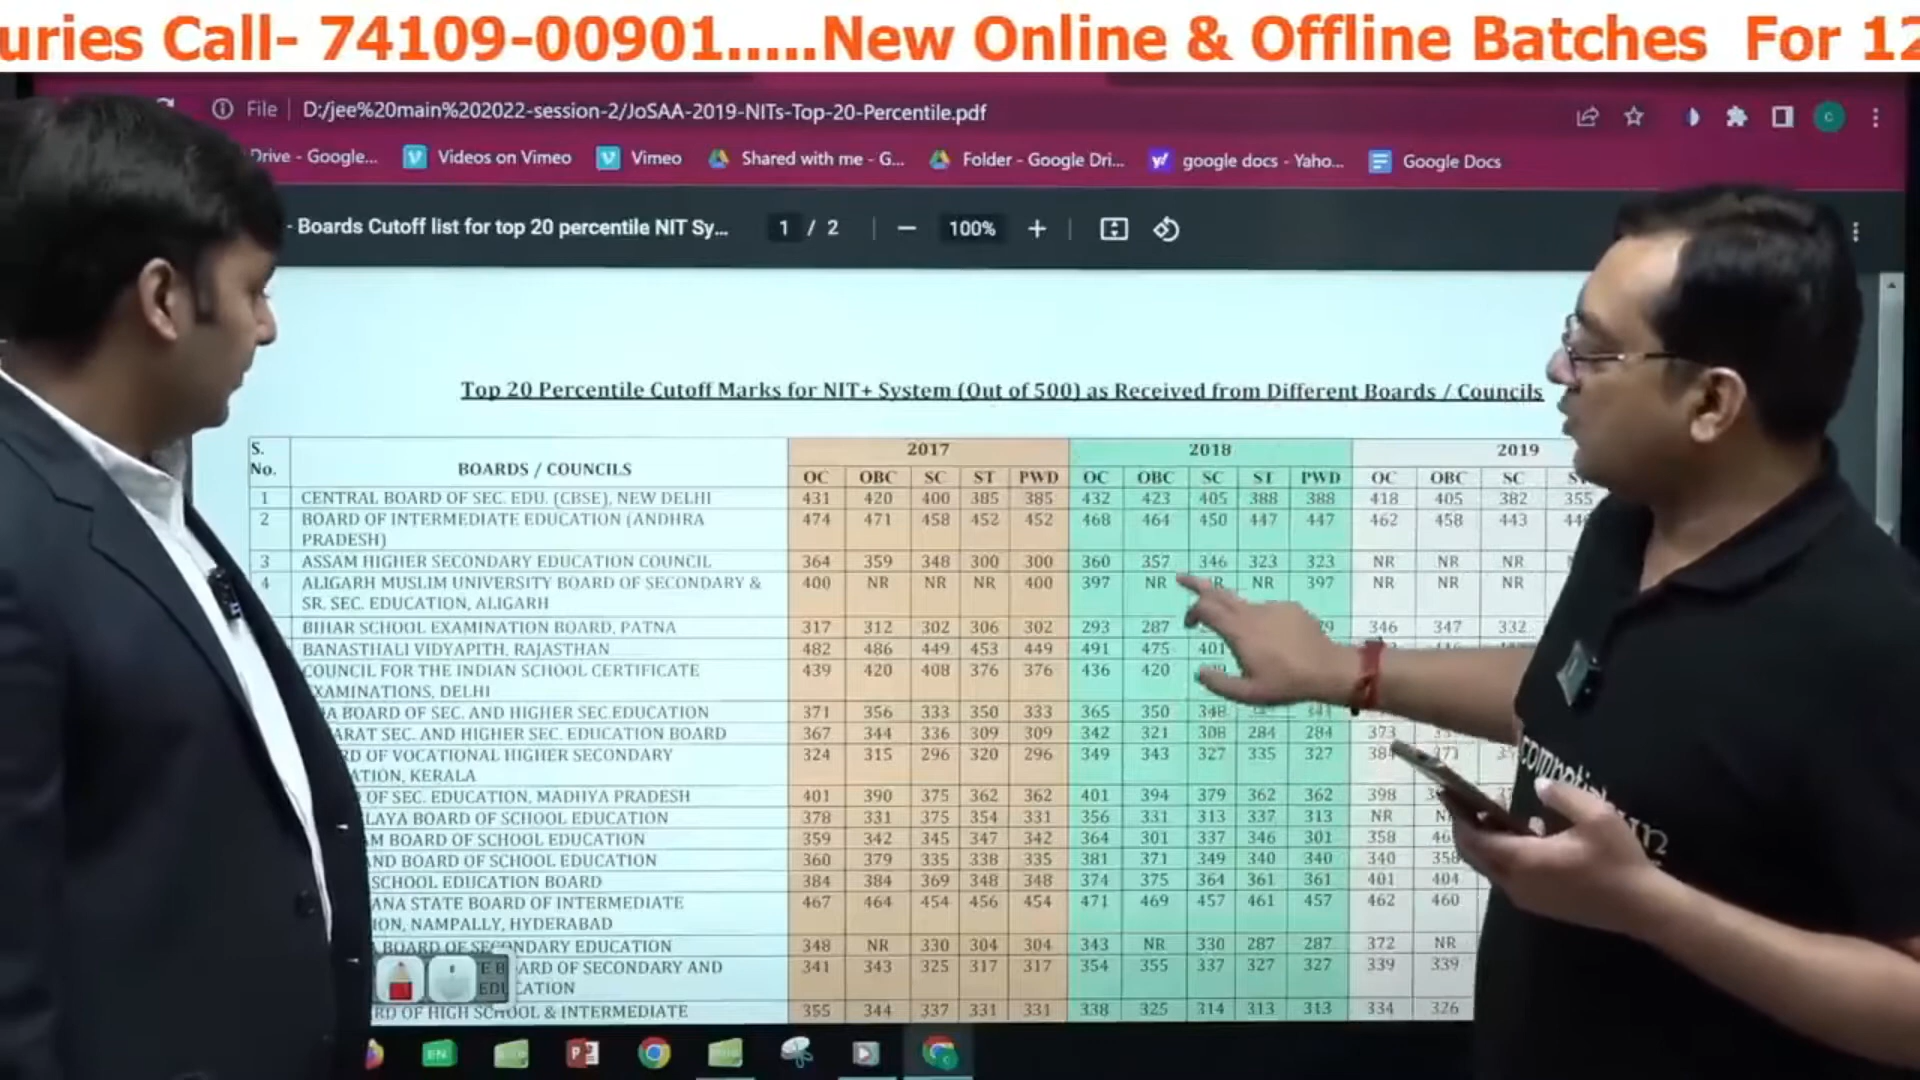 uries Call- 74109-00901.....New Online & Offline Batches For 12
File D:/jee%20main%202022-session-2/JoSAA-2019-NITs-Top-20-Percentile.pdf
Drive - Google... Videos on Vimeo Vimeo Shared with me - G... Folder - Google Dri... google docs - Yaho... Google Docs
- Boards Cutoff list for top 20 percentile NIT Sy... 1 / 2 100%
Top 20 Percentile Cutoff Marks for NIT+ System (Out of 500) as Received from Different Boards / Councils
S. No. BOARDS / COUNCILS 2017 2018 2019
OC OBC SC ST PWD OC OBC SC ST PWD OC OBC SC
1 CENTRAL BOARD OF SEC. EDU. (CBSE), NEW DELHI 431 420 400 385 385 432 423 405 388 388 418 405 382 355
2 BOARD OF INTERMEDIATE EDUCATION (ANDHRA 474 471 458 452 452 468 464 450 447 447 462 458 443
PRADESH)
3 ASSAM HIGHER SECONDARY EDUCATION COUNCIL 364 359 348 300 300 360 357 346 323 323 NR NR NR
4 ALIGARH MUSLIM UNIVERSITY BOARD OF SECONDARY & 400 NR NR NR 400 397 NR NR 397 NR NR NR
SR. SEC. EDUCATION, ALIGARH
BIHAR SCHOOL EXAMINATION BOARD, PATNA 317 312 302 306 302 293 287 346 347 332
BANASTHALI VIDYAPITH, RAJASTHAN 482 486 449 453 449 491 475 401
COUNCIL FOR THE INDIAN SCHOOL CERTIFICATE 439 420 408 376 376 436 420
EXAMINATIONS, DELHI
A BOARD OF SEC. AND HIGHER SEC.EDUCATION 371 356 333 350 333 365 350 348
ARAT SEC. AND HIGHER SEC. EDUCATION BOARD 367 344 336 309 309 342 321 308 284 284 373
RD OF VOCATIONAL HIGHER SECONDARY 324 315 296 320 296 349 343 327 335 327 384
ATION, KERALA
OF SEC. EDUCATION, MADHYA PRADESH 401 390 375 362 362 401 394 379 362 362 398
LAYA BOARD OF SCHOOL EDUCATION 378 331 375 354 331 356 331 313 337 313 NR
M BOARD OF SCHOOL EDUCATION 359 342 345 347 342 364 301 337 346 301 358
ND BOARD OF SCHOOL EDUCATION 360 379 335 338 335 381 371 349 340 340 340 358
SCHOOL EDUCATION BOARD 384 384 369 348 348 374 375 364 361 361 401 404
ANA STATE BOARD OF INTERMEDIATE 467 464 454 456 454 471 469 457 461 457 462 460
ION, NAMPALLY, HYDERABAD
BOARD OF SECONDARY EDUCATION 348 NR 330 304 304 343 NR 330 287 287 372 NR
ARD OF SECONDARY AND 341 343 325 317 317 354 355 337 327 327 339 339
EDUCATION
RD OF HIGH SCHOOL & INTERMEDIATE 355 344 337 331 331 338 325 314 313 313 334 326
EN